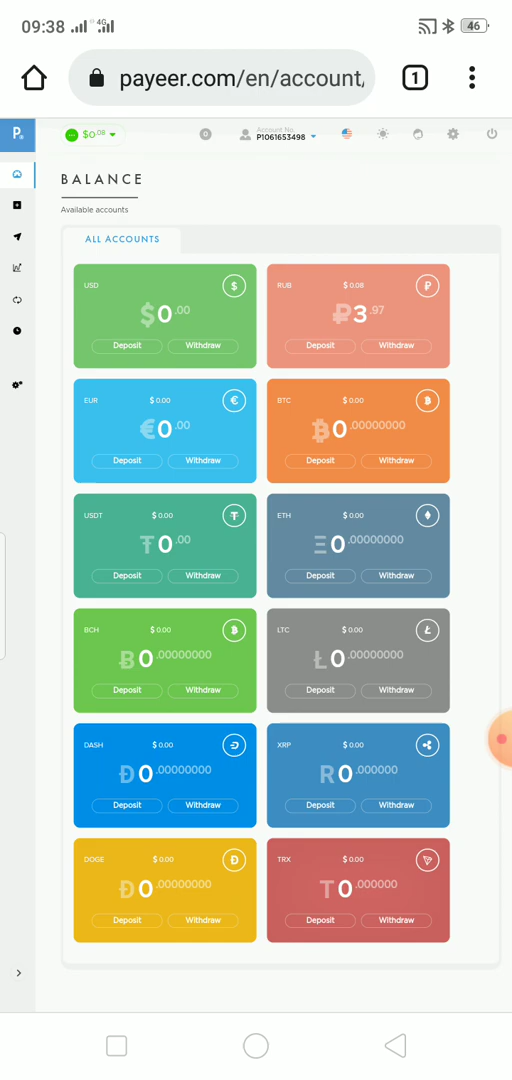 09:38 4G 46
payeer.com/en/account,
1
P.
$0.08
0
Account No.
P1061653498
BALANCE
Available accounts
ALL ACCOUNTS
USD $
$0.00
Deposit Withdraw
RUB $ 0.08 ₽
₽3.97
Deposit Withdraw
EUR $ 0.00 €
€0.00
Deposit Withdraw
BTC $ 0.00 ₿
₿0.00000000
Deposit Withdraw
USDT $ 0.00 ₮
₮0.00
Deposit Withdraw
ETH $ 0.00
Ξ0.00000000
Deposit Withdraw
BCH $ 0.00 ₿
Ƀ0.00000000
Deposit Withdraw
LTC $ 0.00 Ł
Ł0.00000000
Deposit Withdraw
DASH $ 0.00
Đ0.00000000
Deposit Withdraw
XRP $ 0.00
R0.000000
Deposit Withdraw
DOGE $ 0.00 Ð
Ð0.00000000
Deposit Withdraw
TRX $ 0.00
T0.000000
Deposit Withdraw